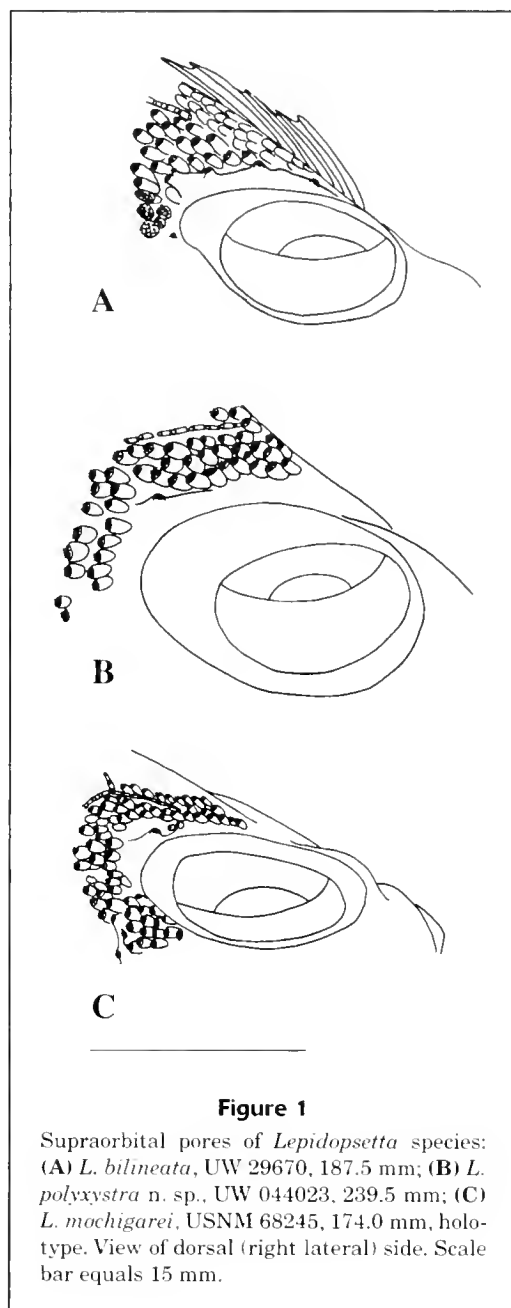 A
B
C
Figure 1
Supraorbital pores of Lepidopsetta species:
(A) L. bilineata, UW 29670, 187.5 mm; (B) L.
polyxystra n. sp., UW 044023, 239.5 mm; (C)
L. mochigarei, USNM 68245, 174.0 mm, holo-
type. View of dorsal (right lateral) side. Scale
bar equals 15 mm.